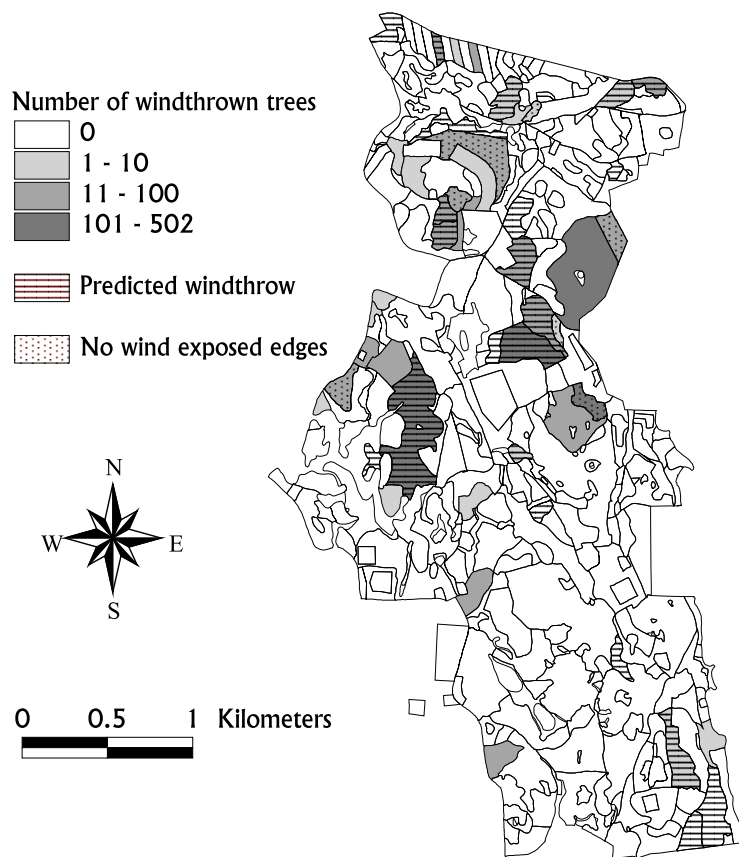 Number of windthrown trees
0
1 - 10
11 - 100
101 - 502
Predicted windthrow
No wind exposed edges
N
W E
S
0 0.5 1 Kilometers